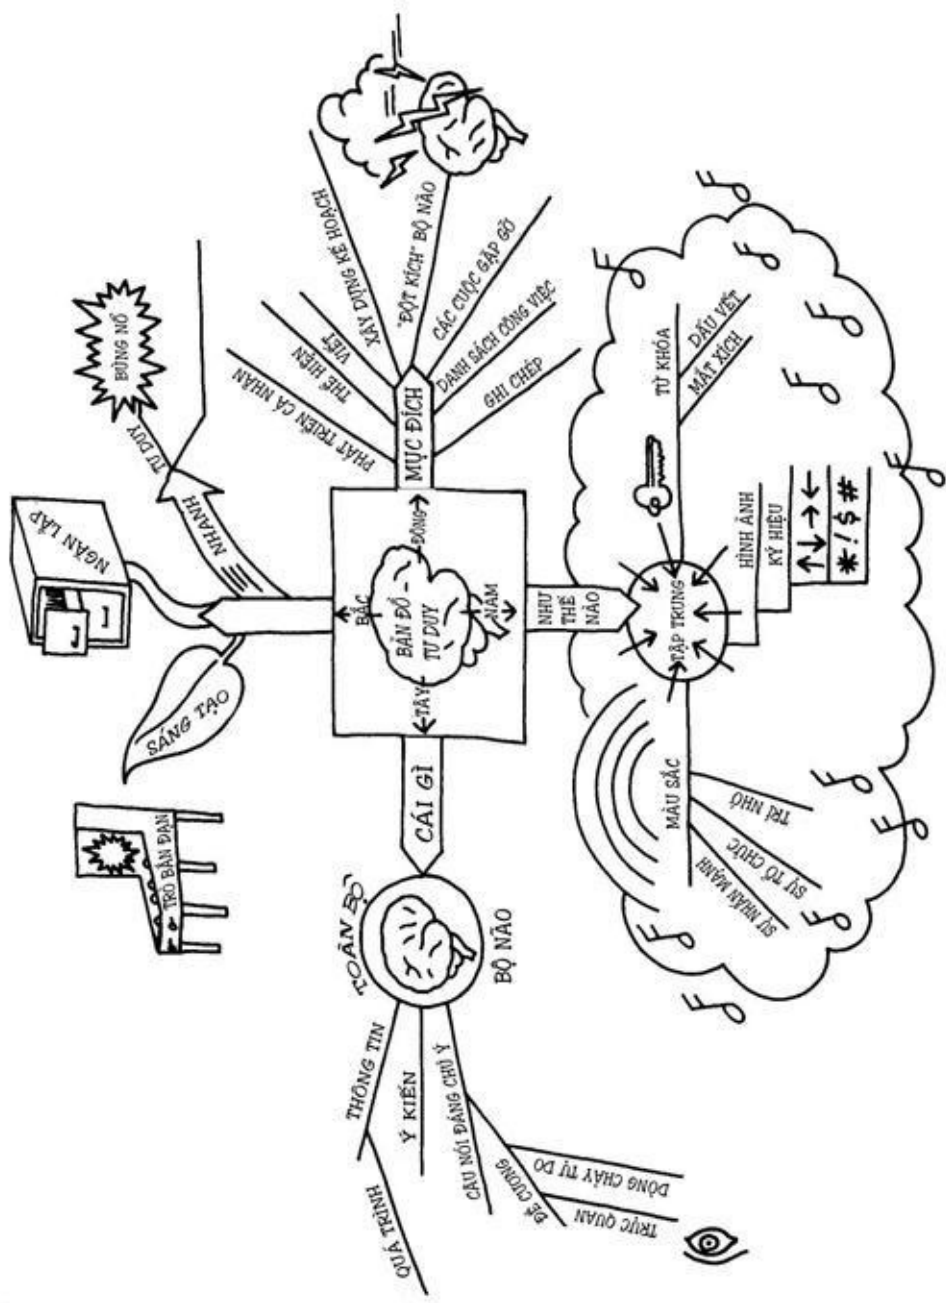 BẢN ĐỒ -
TƯ DUY
BẮC
ĐÔNG
NAM
TÂY
NGĂN LẮP
SÁNG TẠO
NHANH
TƯ DUY
BÙNG NỔ
MỤC ĐÍCH
PHÁT TRIỂN CÁ NHÂN
THỂ HIỆN
VIẾT
XÂY DỰNG KẾ HOẠCH
"ĐỘT KÍCH" BỘ NÃO
CÁC CUỘC GẶP GỠ
DANH SÁCH CÔNG VIỆC
GHI CHÉP
NHƯ
THẾ
NÀO
TẬP TRUNG
TỪ KHÓA
DẤU VẾT
MẮT XÍCH
HÌNH ẢNH
KÝ HIỆU
*!$#
MÀU SẮC
TRÍ NHỚ
SỰ TỔ CHỨC
SỰ NHẤN MẠNH
CÁI GÌ
TOÀN BỘ
BỘ NÃO
THÔNG TIN
QUÁ TRÌNH
Ý KIẾN
CÂU NÓI ĐÁNG CHÚ Ý
ĐỀ CƯƠNG
TRỰC QUAN
DÒNG CHẢY TỰ DO
TRÒ BẮN ĐẠN